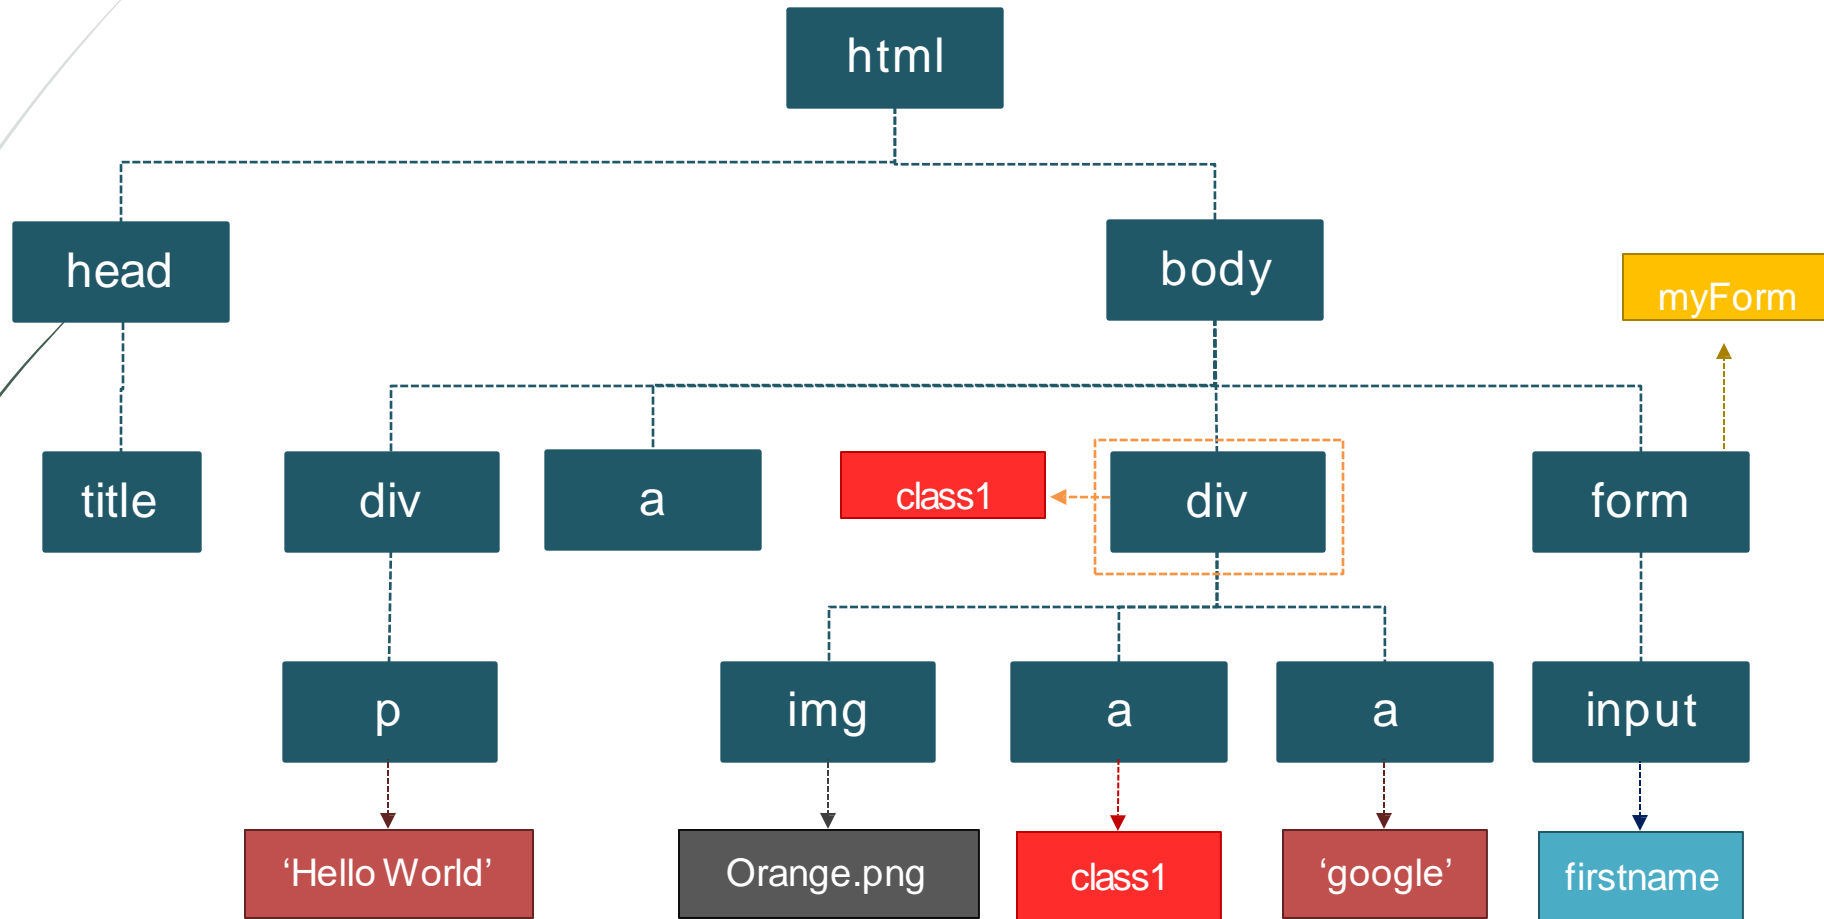 html
head
body
myForm
title
div
a
class1
div
form
p
img
a
a
input
‘Hello World’
Orange.png
class1
‘google’
firstname